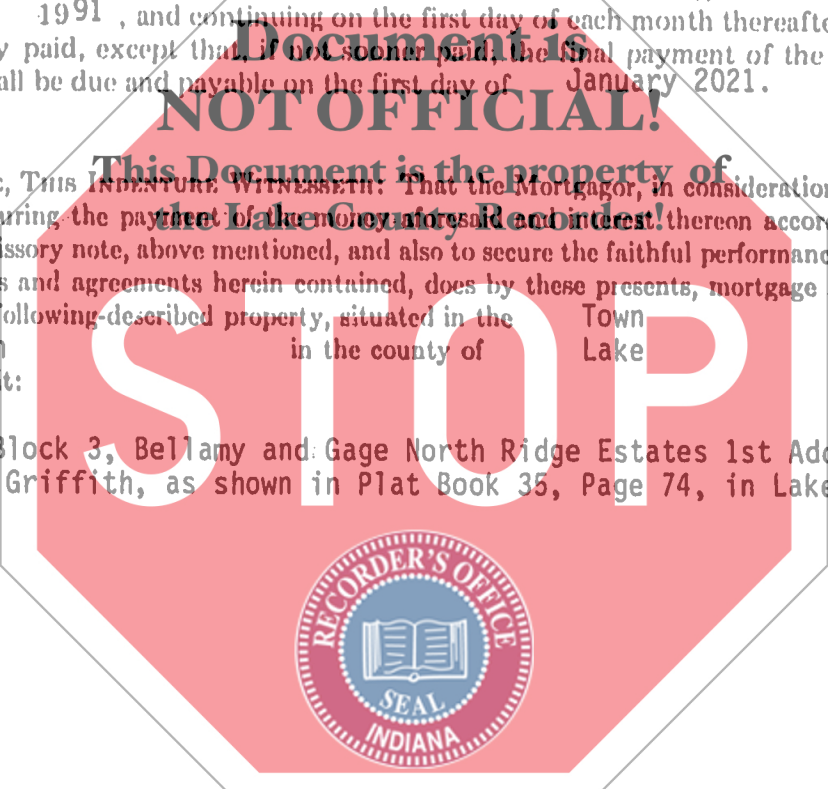 1991 , and continuing on the first day of each month thereafte
Document is
y paid, except that, if not sooner paid, the final payment of the
all be due and payable on the first day of January 2021.
NOT OFFICIAL!
This Document is the property of
, THIS INDENTURE WITNESSETH: That the Mortgagor, in consideration
the Lake County Recorder!
uring the payment of the money aforesaid and interest thereon accor
issory note, above mentioned, and also to secure the faithful performanc
s and agreements herein contained, does by these presents, mortgage
ollowing-described property, situated in the Town
in the county of Lake
t:
STOP
Block 3, Bellamy and Gage North Ridge Estates 1st Add
Griffith, as shown in Plat Book 35, Page 74, in Lake
RECORDER'S OFFICE
SEAL
INDIANA